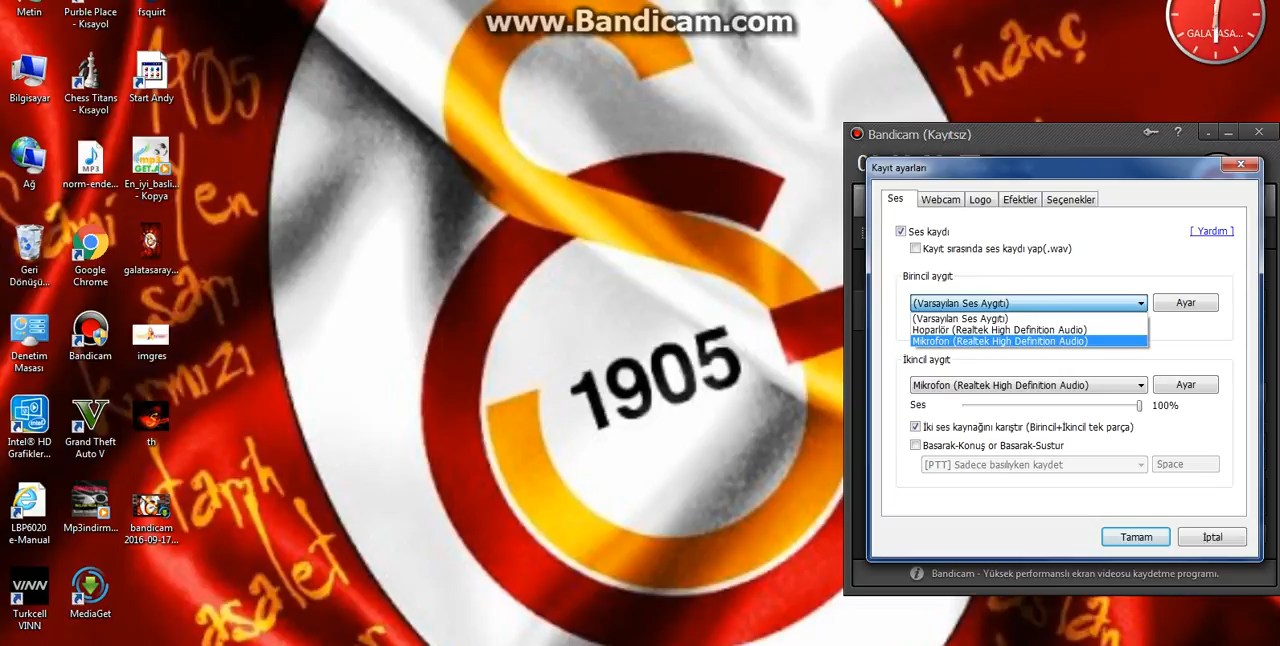 www.Bandicam.com
Metin
Purble Place
- Kısayol
fsquirt
Bilgisayar
Chess Titans
- Kısayol
Start Andy
Ağ
norm-ende...
En_iyi_basli...
- Kopya
Geri
Dönüşü...
Google
Chrome
galatasaray...
Denetim
Masası
Bandicam
imgres
Intel® HD
Grafikler...
Grand Theft
Auto V
th
LBP6020
e-Manual
Mp3indirm...
bandicam
2016-09-17...
VINN
Turkcell
VINN
MediaGet
1905
inanç
tarih
asalet
1905
GALATASA...
Bandicam (Kayıtsız)
Kayıt ayarları
Ses
Webcam
Logo
Efektler
Seçenekler
Ses kaydı
[ Yardım ]
Kayıt sırasında ses kaydı yap(.wav)
Birincil aygıt
(Varsayılan Ses Aygıtı)
Ayar
(Varsayılan Ses Aygıtı)
Hoparlör (Realtek High Definition Audio)
Mikrofon (Realtek High Definition Audio)
İkincil aygıt
Mikrofon (Realtek High Definition Audio)
Ayar
Ses
100%
İki ses kaynağını karıştır (Birincil+İkincil tek parça)
Basarak-Konuş or Basarak-Sustur
[PTT] Sadece basılıyken kaydet
Space
Tamam
İptal
Bandicam - Yüksek performanslı ekran videosu kaydetme programı.